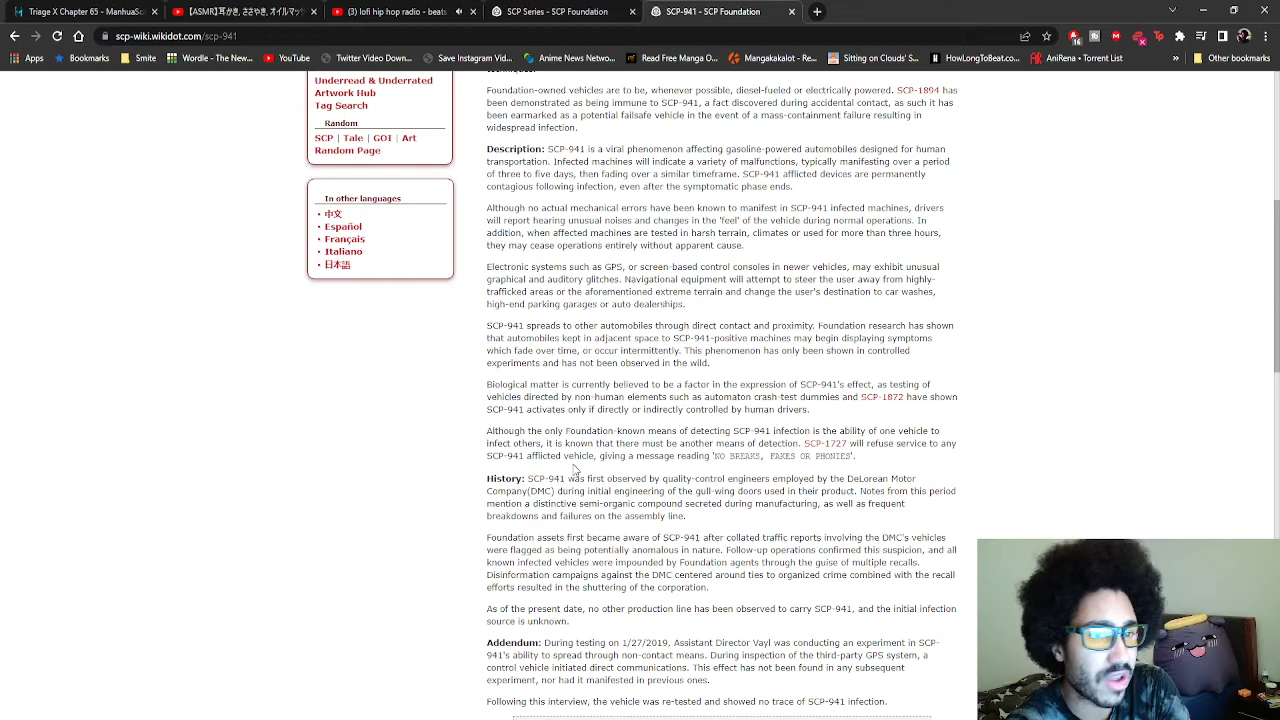 Triage X Chapter 65 - ManhuaSc
【ASMR】耳かき、ささやき、オイルマッ
(3) lofi hip hop radio - beat
SCP Series - SCP Foundation
SCP-941 - SCP Foundation
scp-wiki.wikidot.com/scp-941
16
Apps
Bookmarks
Smite
Wordle - The New...
YouTube
Twitter Video Down...
Save Instagram Vide...
Anime News Networ...
Read Free Manga O...
Mangakakalot - Rea...
Sitting on Clouds' S...
HowLongToBeat.co...
AniRena - Torrent List
»
Other bookmarks
Underread & Underrated
Artwork Hub
Tag Search
Random
SCP | Tale | GOI | Art
Random Page
In other languages
中文
Español
Français
Italiano
日本語
Foundation-owned vehicles are to be, whenever possible, diesel-fueled or electrically powered. SCP-1894 has
been demonstrated as being immune to SCP-941, a fact discovered during accidental contact, as such it has
been earmarked as a potential failsafe vehicle in the event of a mass-containment failure resulting in
widespread infection.
Description: SCP-941 is a viral phenomenon affecting gasoline-powered automobiles designed for human
transportation. Infected machines will indicate a variety of malfunctions, typically manifesting over a period
of three to five days, then fading over a similar timeframe. SCP-941 afflicted devices are permanently
contagious following infection, even after the symptomatic phase ends.
Although no actual mechanical errors have been known to manifest in SCP-941 infected machines, drivers
will report hearing unusual noises and changes in the 'feel' of the vehicle during normal operations. In
addition, when affected machines are tested in harsh terrain, climates or used for more than three hours,
they may cease operations entirely without apparent cause.
Electronic systems such as GPS, or screen-based control consoles in newer vehicles, may exhibit unusual
graphical and auditory glitches. Navigational equipment will attempt to steer the user away from highly-
trafficked areas or the aforementioned extreme terrain and change the user's destination to car washes,
high-end parking garages or auto dealerships.
SCP-941 spreads to other automobiles through direct contact and proximity. Foundation research has shown
that automobiles kept in adjacent space to SCP-941-positive machines may begin displaying symptoms
which fade over time, or occur intermittently. This phenomenon has only been shown in controlled
experiments and has not been observed in the wild.
Biological matter is currently believed to be a factor in the expression of SCP-941's effect, as testing of
vehicles directed by non-human elements such as automaton crash-test dummies and SCP-1872 have shown
SCP-941 activates only if directly or indirectly controlled by human drivers.
Although the only Foundation-known means of detecting SCP-941 infection is the ability of one vehicle to
infect others, it is known that there must be another means of detection. SCP-1727 will refuse service to any
SCP-941 afflicted vehicle, giving a message reading 'NO BREAKS, FAKES OR PHONIES'.
History: SCP-941 was first observed by quality-control engineers employed by the DeLorean Motor
Company(DMC) during initial engineering of the gull-wing doors used in their product. Notes from this period
mention a distinctive semi-organic compound secreted during manufacturing, as well as frequent
breakdowns and failures on the assembly line.
Foundation assets first became aware of SCP-941 after collated traffic reports involving the DMC's vehicles
were flagged as being potentially anomalous in nature. Follow-up operations confirmed this suspicion, and all
known infected vehicles were impounded by Foundation agents through the guise of multiple recalls.
Disinformation campaigns against the DMC centered around ties to organized crime combined with the recall
efforts resulted in the shuttering of the corporation.
As of the present date, no other production line has been observed to carry SCP-941, and the initial infection
source is unknown.
Addendum: During testing on 1/27/2019, Assistant Director Vayl was conducting an experiment in SCP-
941's ability to spread through non-contact means. During inspection of the third-party GPS system, a
control vehicle initiated direct communications. This effect has not been found in any subsequent
experiment, nor had it manifested in previous ones.
Following this interview, the vehicle was re-tested and showed no trace of SCP-941 infection.